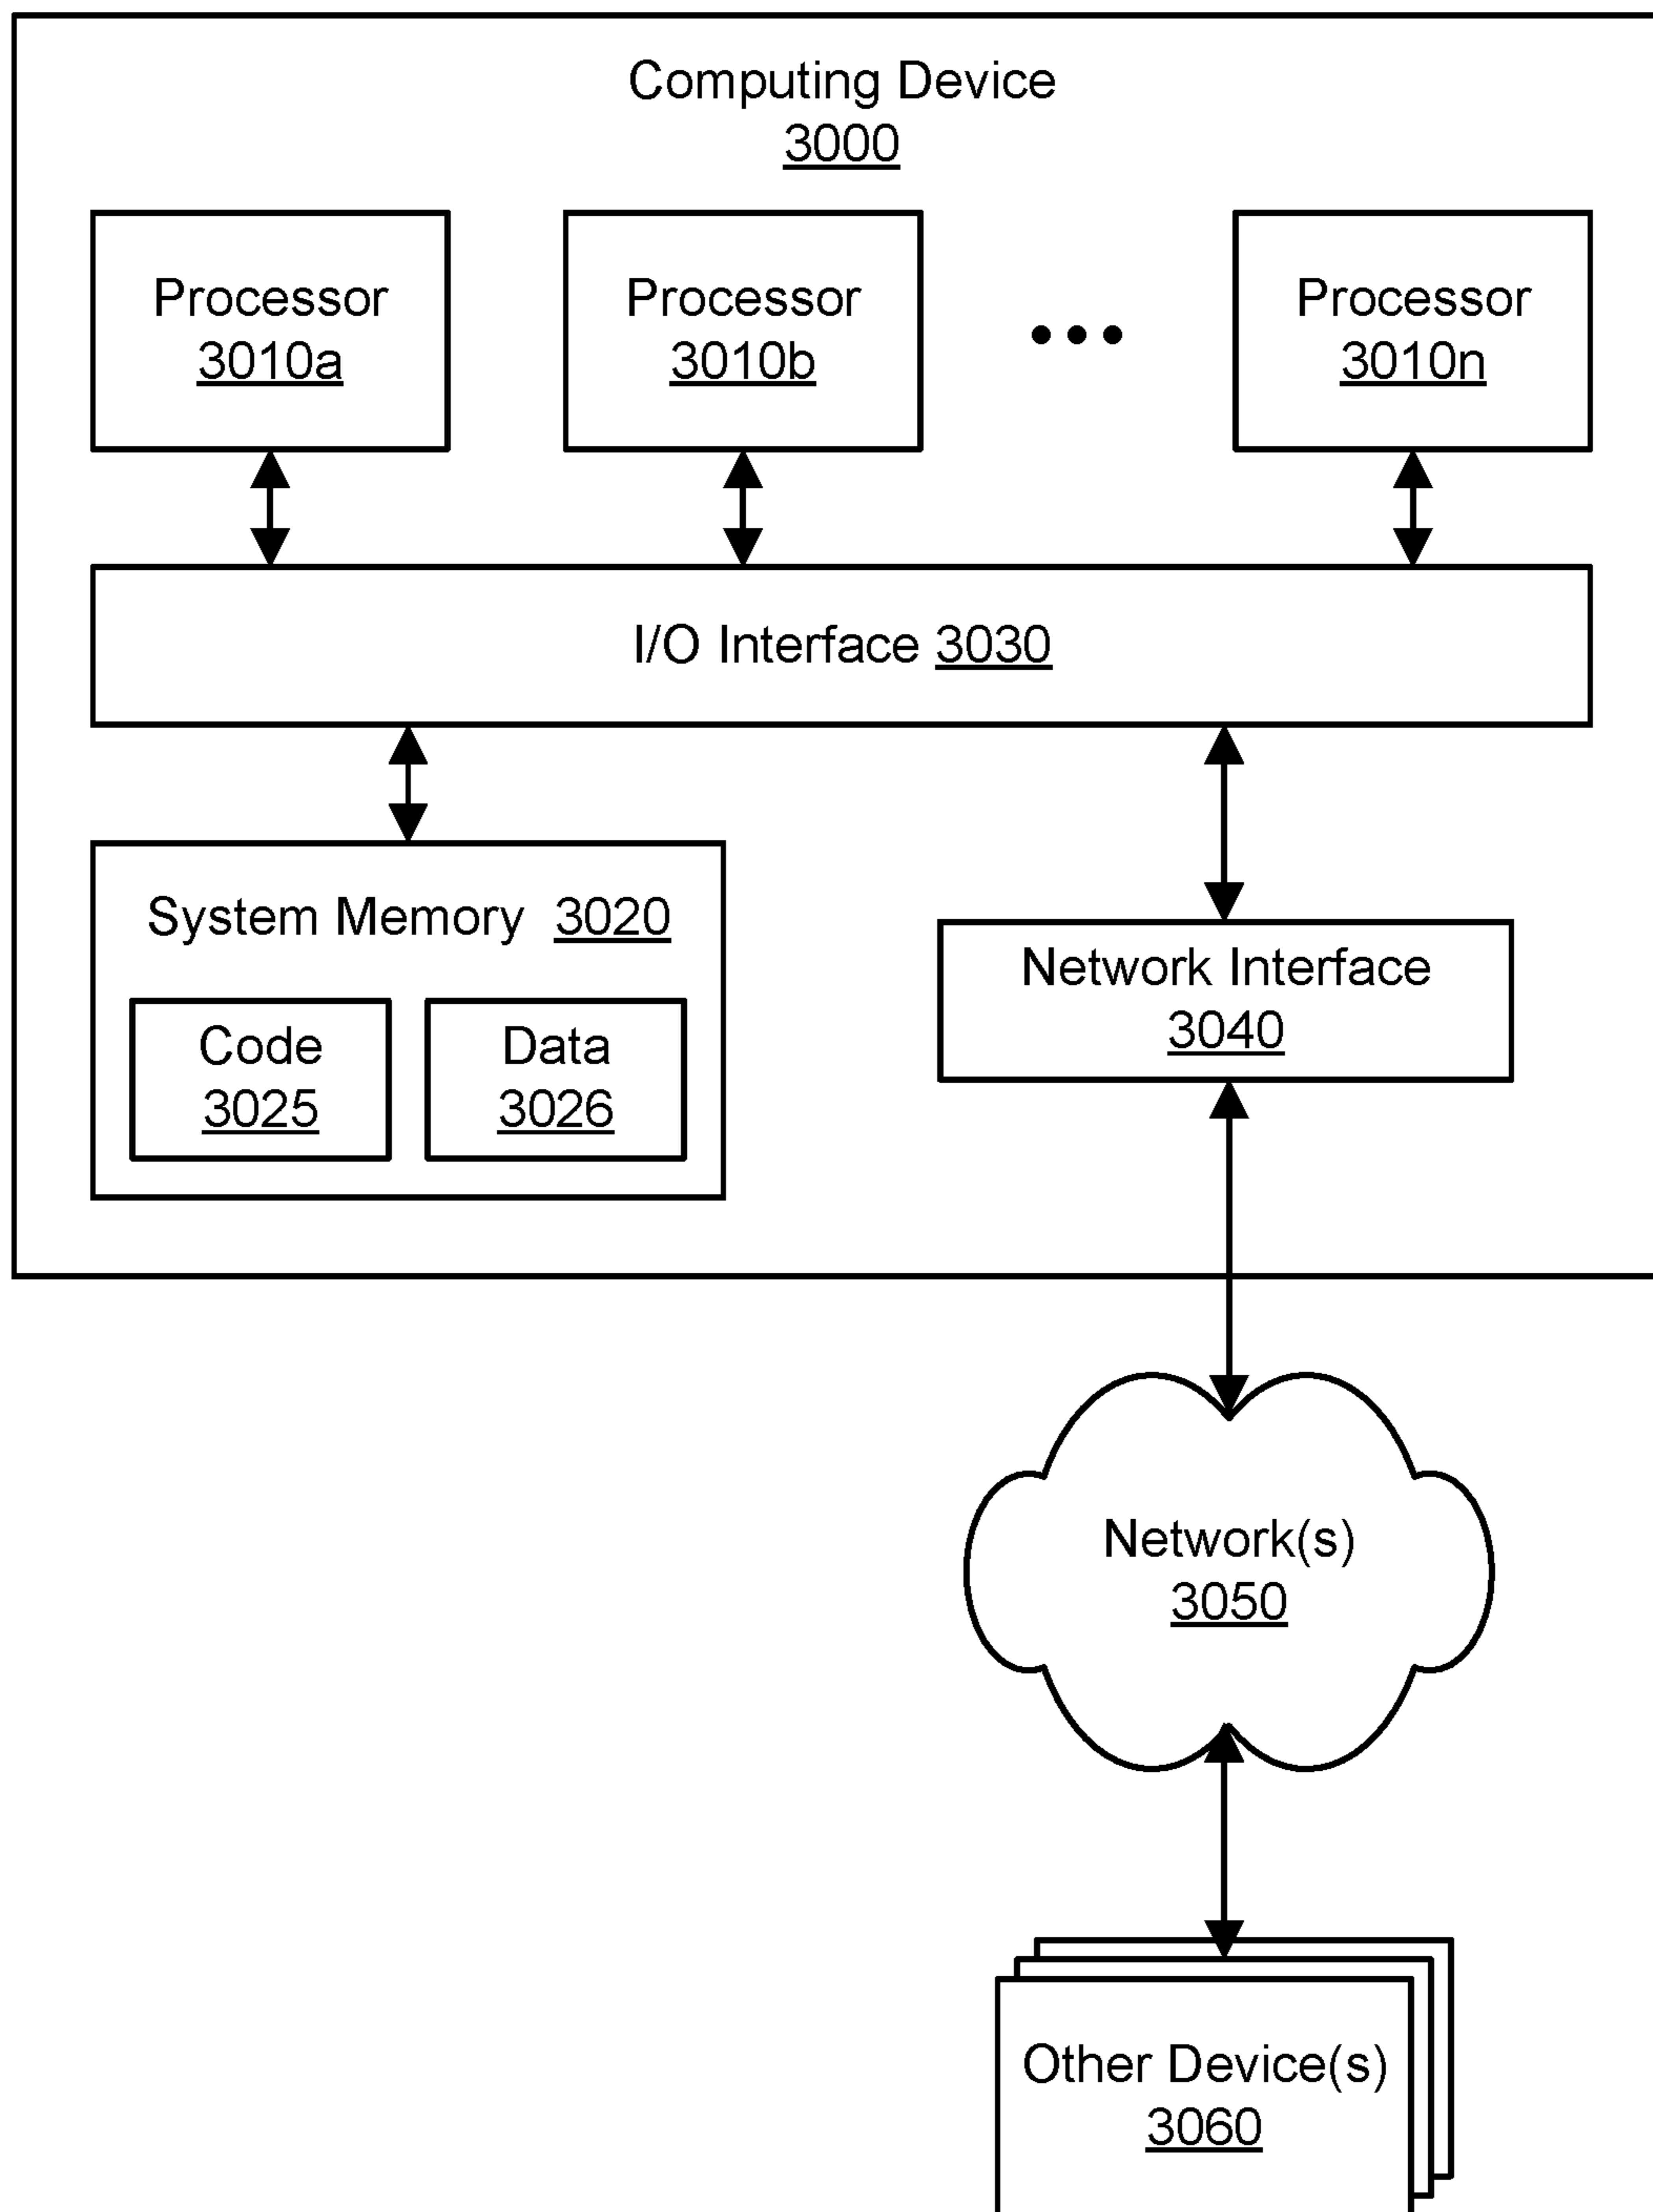 Computing Device
3000
Processor
3010a
Processor
3010b
Processor
3010n
I/O Interface 3030
System Memory 3020
Code
3025
Data
3026
Network Interface
3040
Network(s)
3050
Other Device(s)
3060